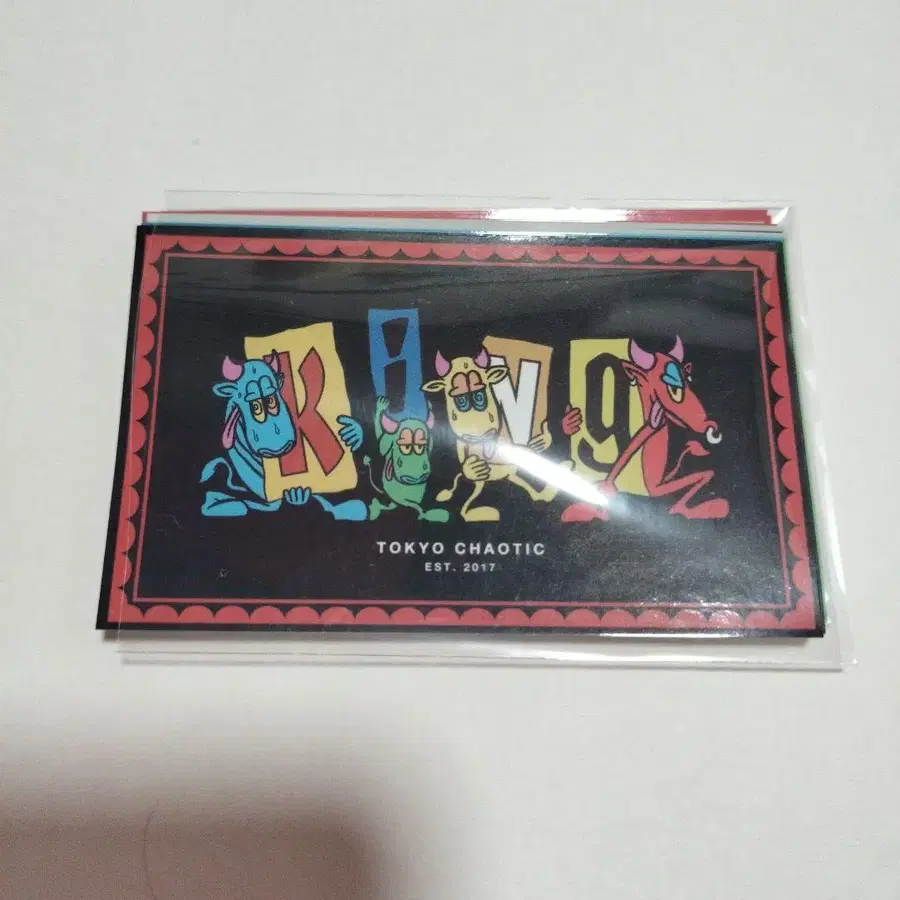 KiNg
TOKYO CHAOTIC
EST. 2017